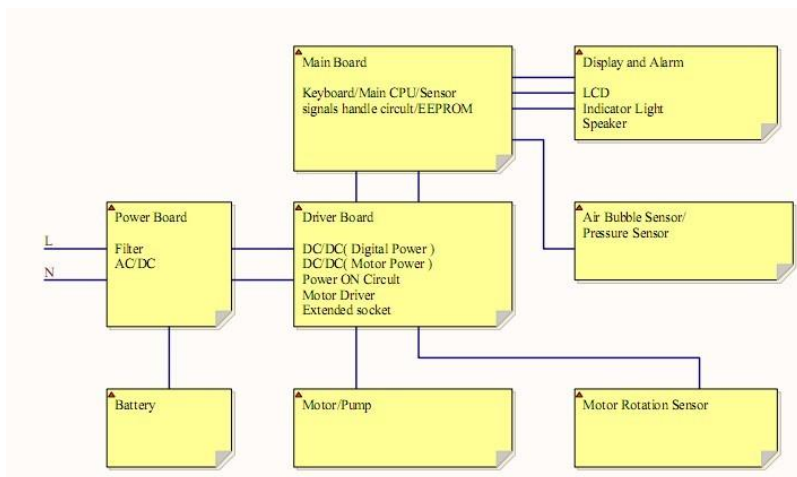 Main Board
Keyboard/Main CPU/Sensor
signals handle circuit/EEPROM
Display and Alarm
LCD
Indicator Light
Speaker
Power Board
Filter
AC/DC
L
N
Driver Board
DC/DC( Digital Power )
DC/DC( Motor Power )
Power ON Circuit
Motor Driver
Extended socket
Air Bubble Sensor/
Pressure Sensor
Battery
Motor/Pump
Motor Rotation Sensor